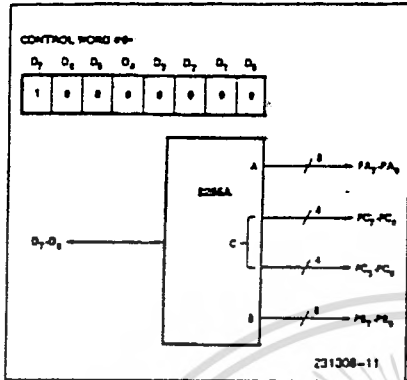 CONTROL WORD #0
D7 D6 D5 D4 D3 D2 D1 D0
1 0 0 0 0 0 0 0
8255A
A
8
PA7-PA0
4
PC7-PC4
C
D7-D0
4
PC3-PC0
B
8
PB7-PB0
231308-11